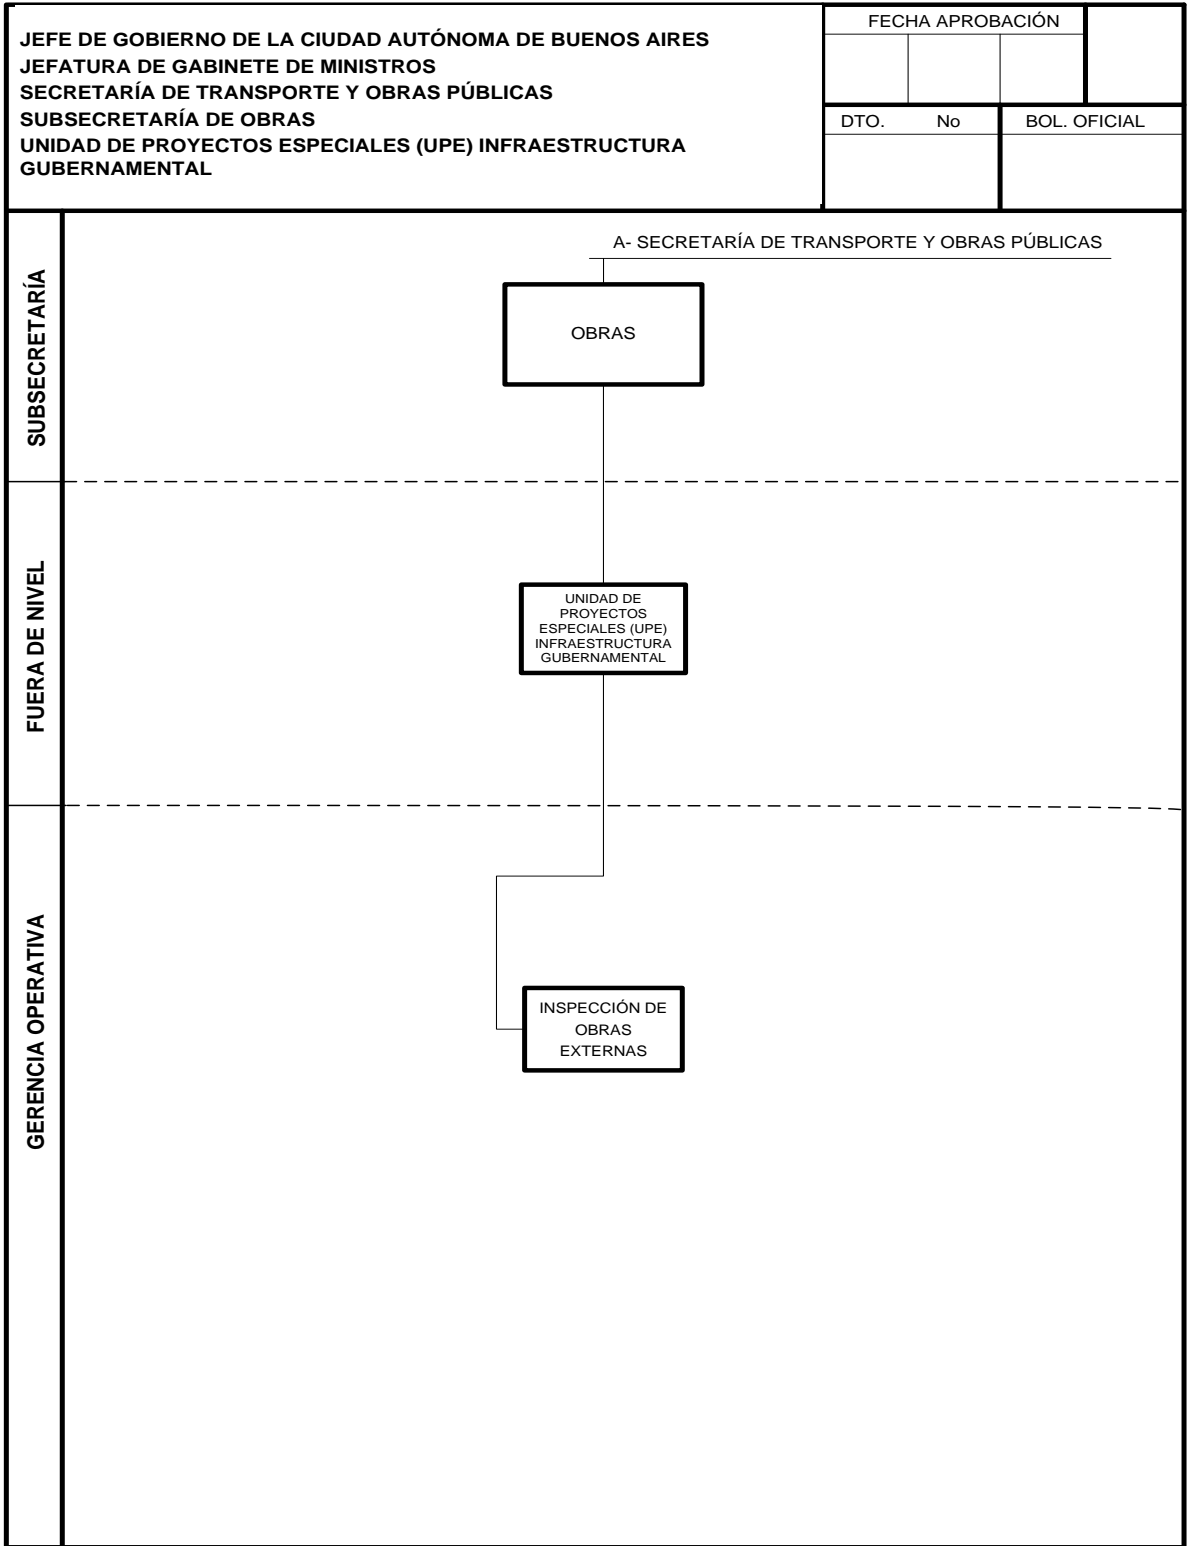 JEFE DE GOBIERNO DE LA CIUDAD AUTÓNOMA DE BUENOS AIRES
JEFATURA DE GABINETE DE MINISTROS
SECRETARÍA DE TRANSPORTE Y OBRAS PÚBLICAS
SUBSECRETARÍA DE OBRAS
UNIDAD DE PROYECTOS ESPECIALES (UPE) INFRAESTRUCTURA
GUBERNAMENTAL
FECHA APROBACIÓN
DTO. No
BOL. OFICIAL
A- SECRETARÍA DE TRANSPORTE Y OBRAS PÚBLICAS
SUBSECRETARÍA
OBRAS
FUERA DE NIVEL
UNIDAD DE
PROYECTOS
ESPECIALES (UPE)
INFRAESTRUCTURA
GUBERNAMENTAL
GERENCIA OPERATIVA
INSPECCIÓN DE
OBRAS
EXTERNAS